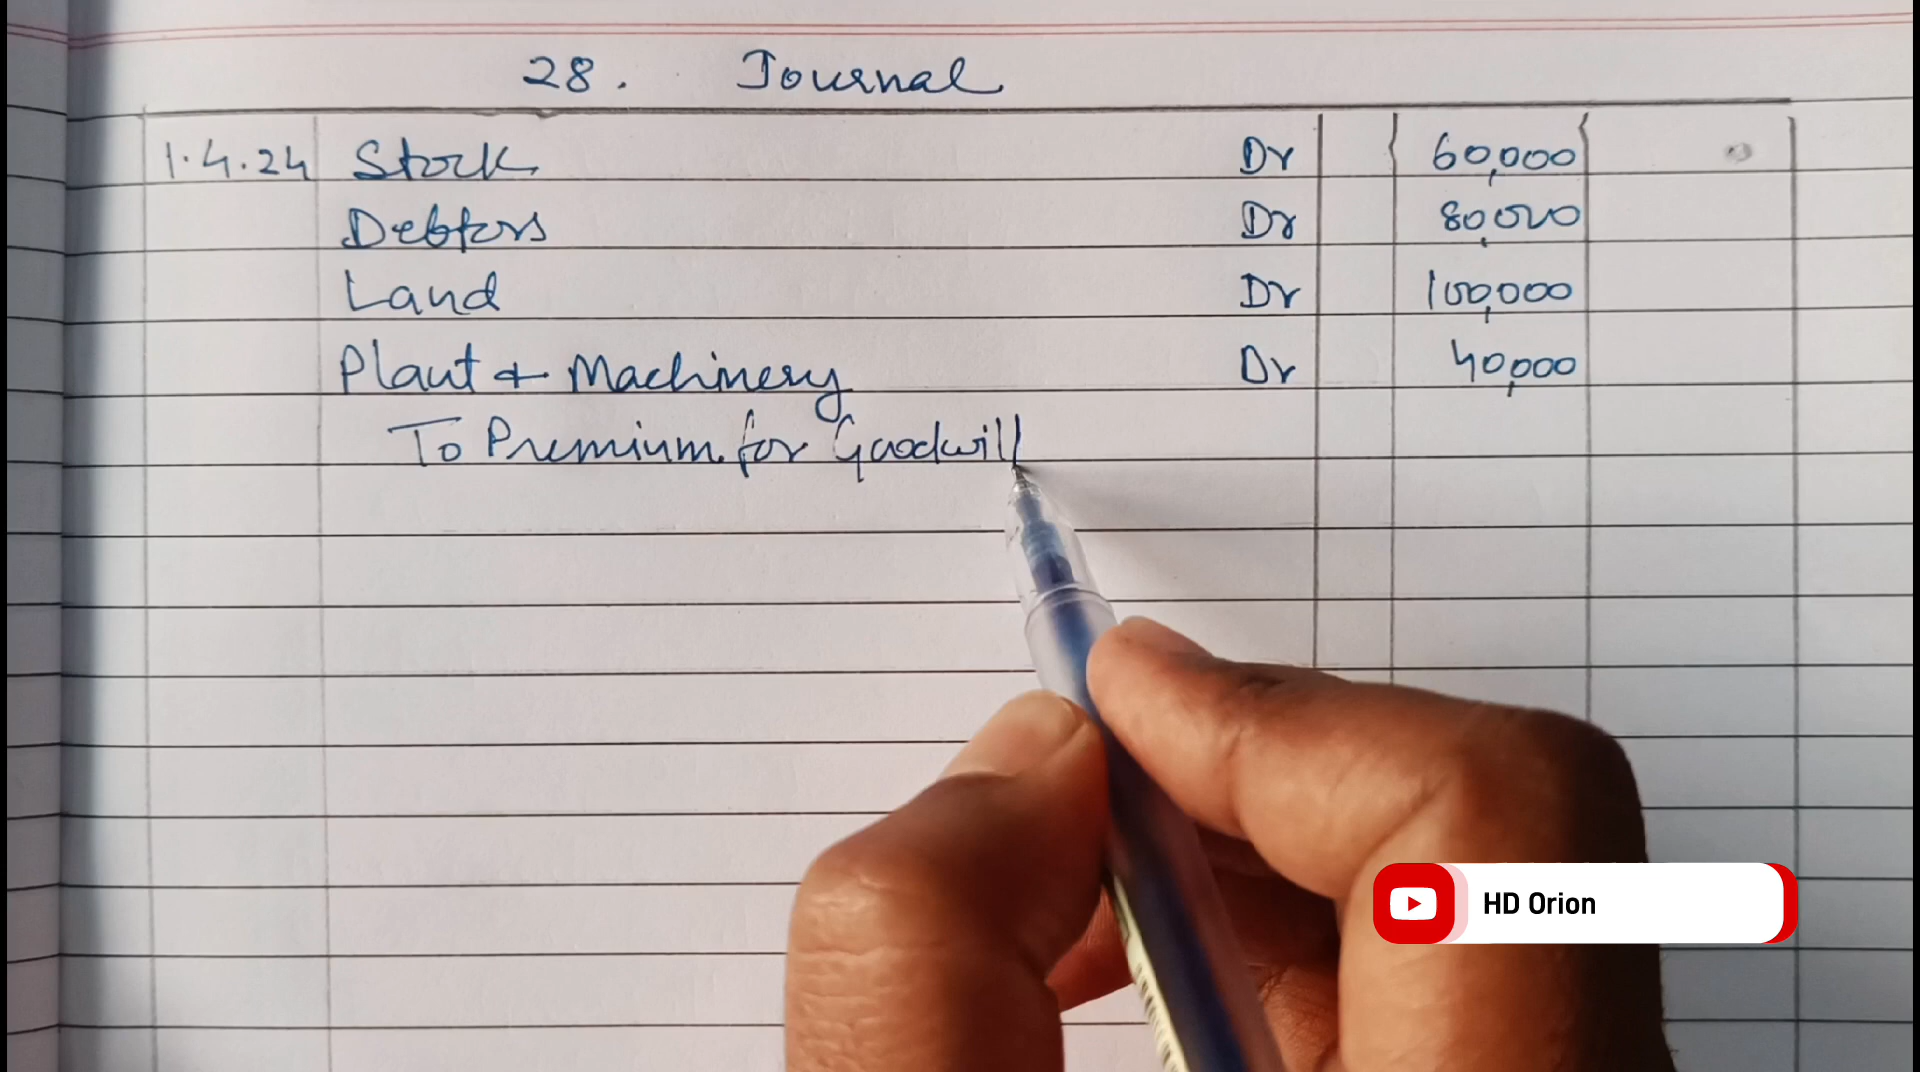 28. Journal
1.4.24 Stock Dr 60,000
Debtors Dr 80,000
Land Dr 100,000
Plant & Machinery Dr 40,000
To Premium for Goodwill
HD Orion